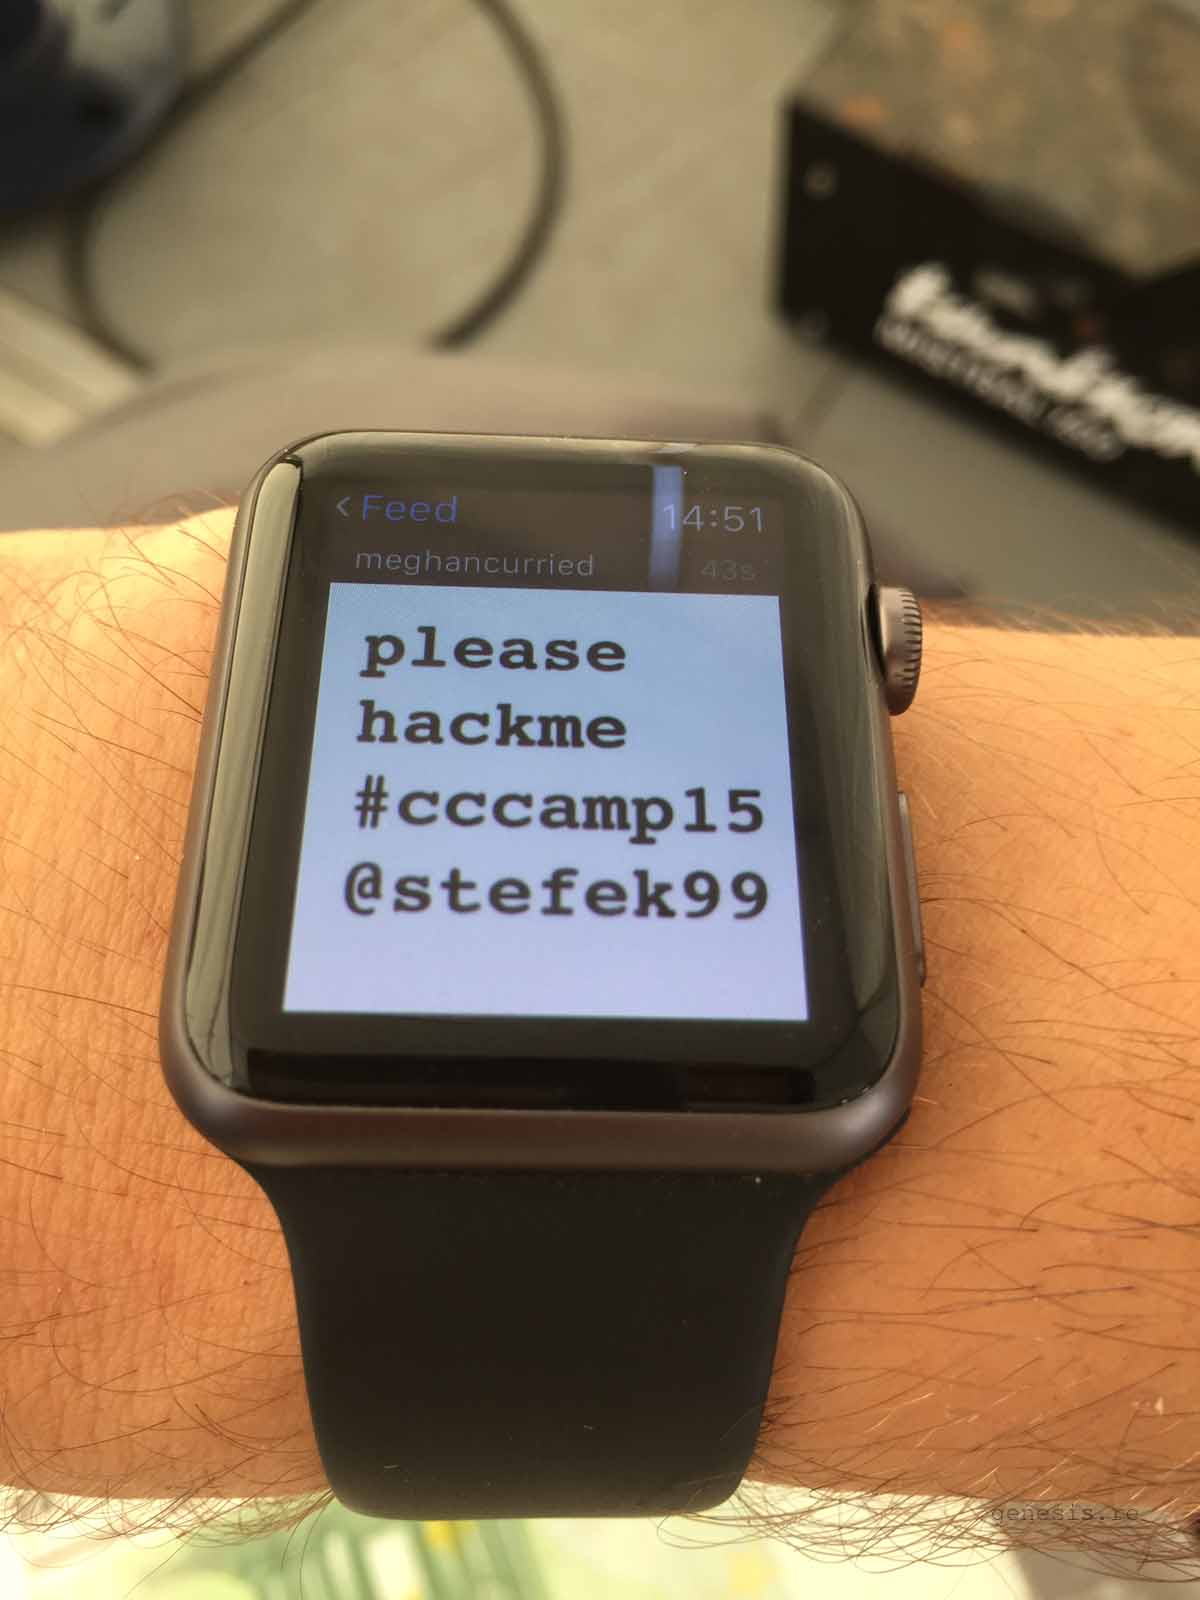 < Feed 14:51
meghancurried 43s
please
hackme
#cccamp15
@stefek99
genesis.re